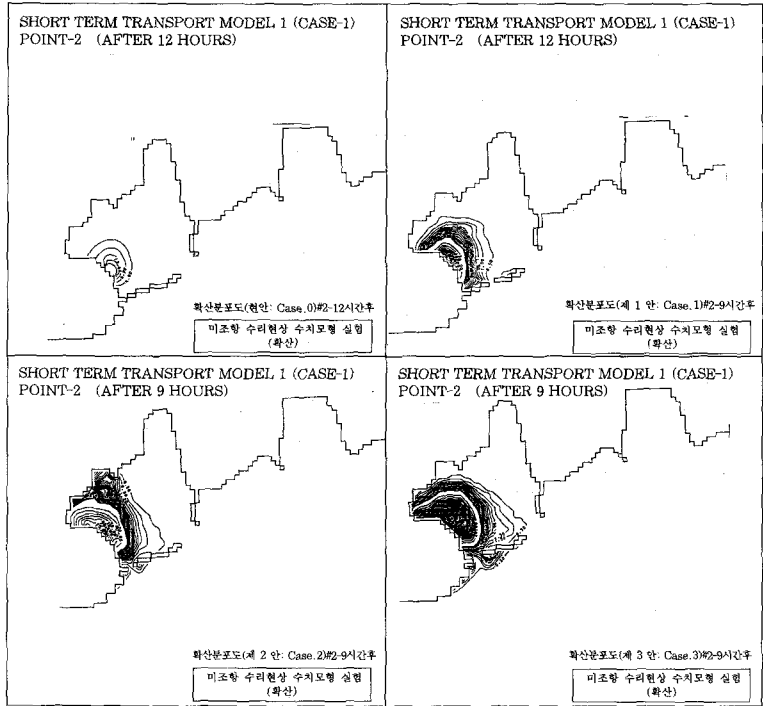 SHORT TERM TRANSPORT MODEL 1 (CASE-1)
POINT-2 (AFTER 12 HOURS)
확산분포도(현안: Case.0)#2-12시간후
미조항 수리현상 수치모형 실험
(확산)
SHORT TERM TRANSPORT MODEL 1 (CASE-1)
POINT-2 (AFTER 12 HOURS)
확산분포도(제 1 안: Case.1)#2-9시간후
미조항 수리현상 수치모형 실험
(확산)
SHORT TERM TRANSPORT MODEL 1 (CASE-1)
POINT-2 (AFTER 9 HOURS)
확산분포도(제 2 안: Case.2)#2-9시간후
미조항 수리현상 수치모형 실험
(확산)
SHORT TERM TRANSPORT MODEL 1 (CASE-1)
POINT-2 (AFTER 9 HOURS)
확산분포도(제 3 안: Case.3)#2-9시간후
미조항 수리현상 수치모형 실험
(확산)